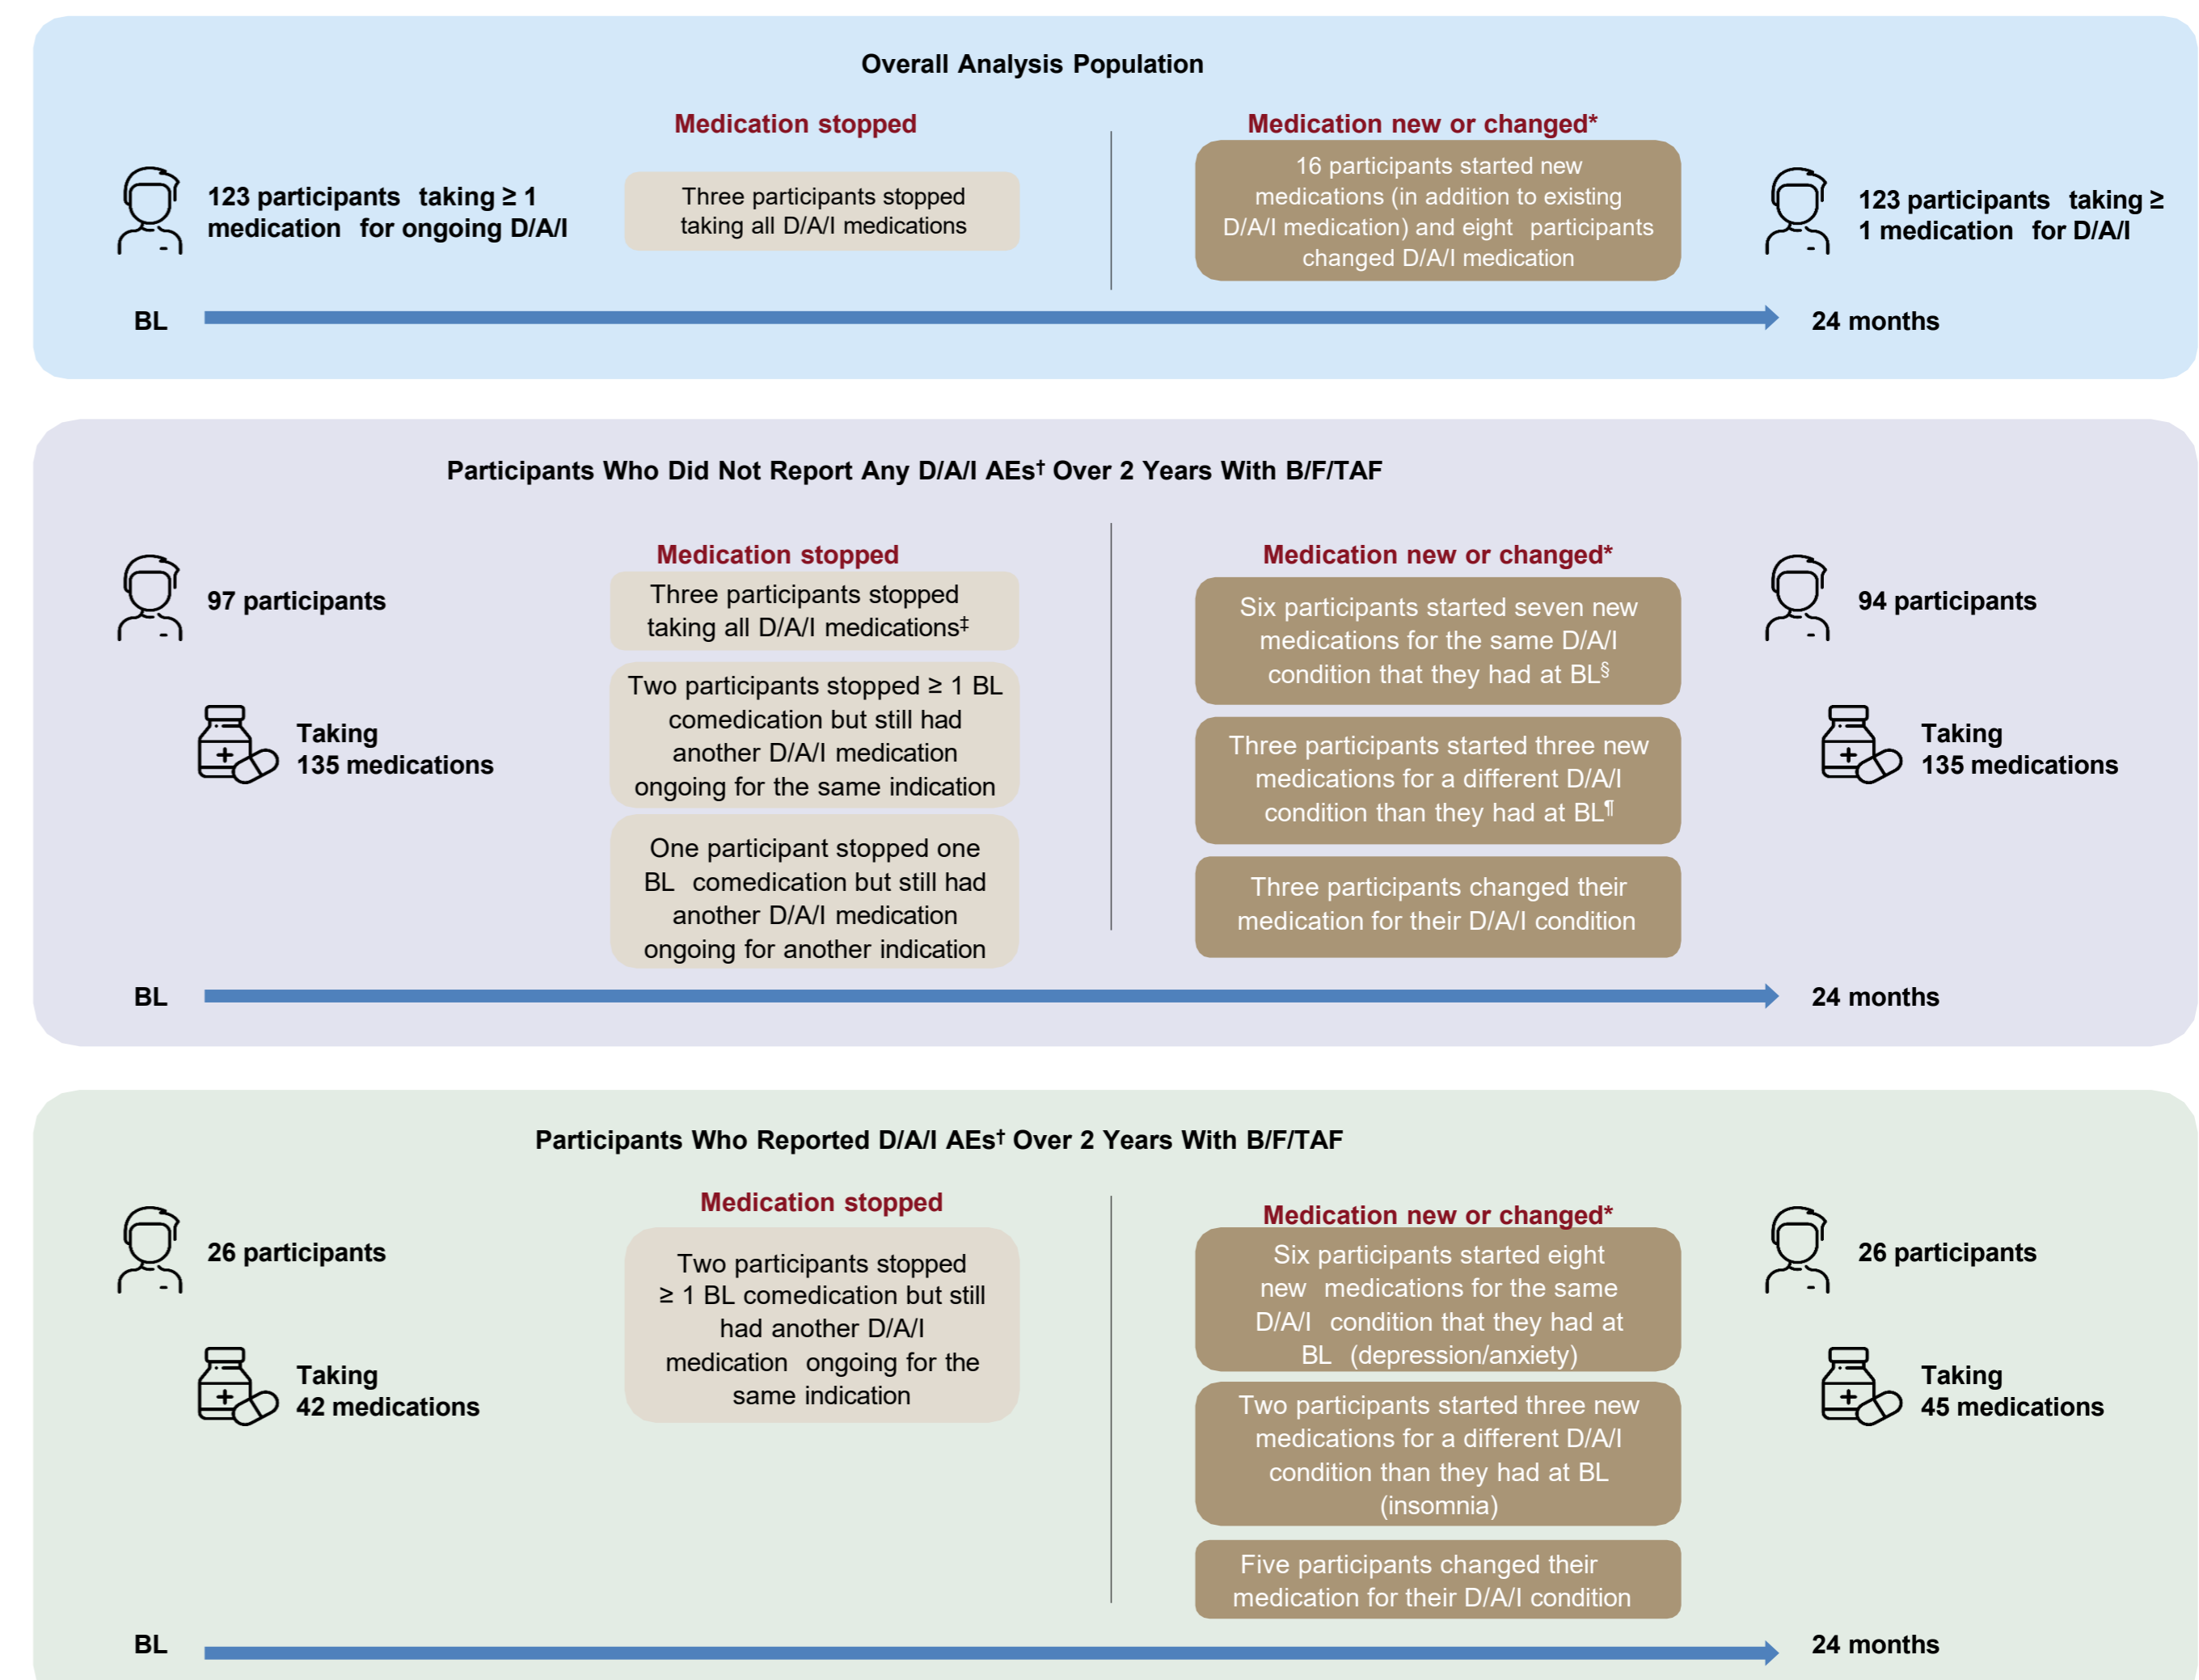 Overall Analysis Population
Medication stopped
Medication new or changed*
123 participants taking ≥ 1
medication for ongoing D/A/I
Three participants stopped
taking all D/A/I medications
16 participants started new
medications (in addition to existing
D/A/I medication) and eight participants
changed D/A/I medication
123 participants taking ≥
1 medication for D/A/I
BL
24 months
Participants Who Did Not Report Any D/A/I AEs† Over 2 Years With B/F/TAF
Medication stopped
Medication new or changed*
97 participants
Taking
135 medications
Three participants stopped
taking all D/A/I medications‡
Two participants stopped ≥ 1 BL
comedication but still had
another D/A/I medication
ongoing for the same indication
One participant stopped one
BL comedication but still had
another D/A/I medication
ongoing for another indication
Six participants started seven new
medications for the same D/A/I
condition that they had at BL§
Three participants started three new
medications for a different D/A/I
condition than they had at BL¶
Three participants changed their
medication for their D/A/I condition
94 participants
Taking
135 medications
BL
24 months
Participants Who Reported D/A/I AEs† Over 2 Years With B/F/TAF
Medication stopped
Medication new or changed*
26 participants
Taking
42 medications
Two participants stopped
≥ 1 BL comedication but still
had another D/A/I
medication ongoing for the
same indication
Six participants started eight
new medications for the same
D/A/I condition that they had at
BL (depression/anxiety)
Two participants started three new
medications for a different D/A/I
condition than they had at BL
(insomnia)
Five participants changed their
medication for their D/A/I condition
26 participants
Taking
45 medications
BL
24 months